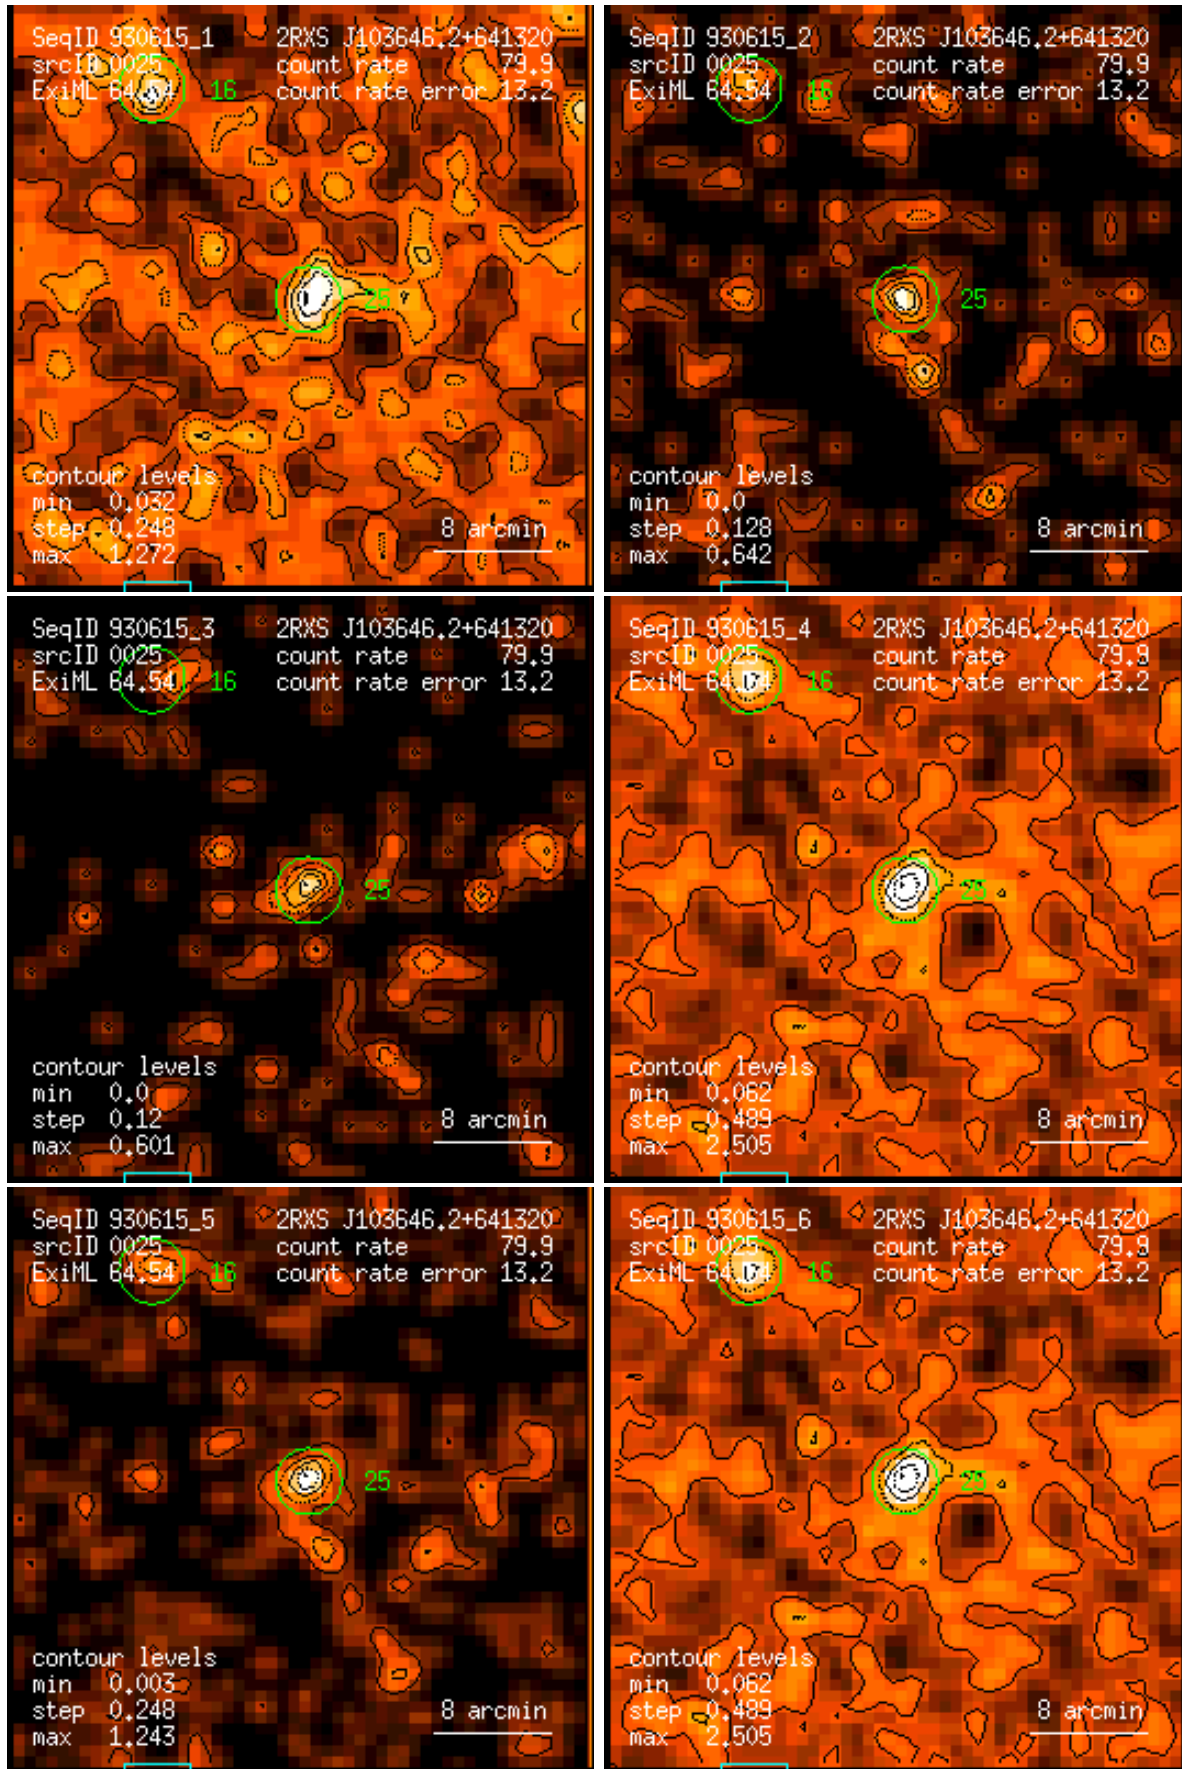 SeqID 930615_1 2RXS J103646.2+641320
srcID 0025 count rate 79.9
ExiML 64.54 16 count rate error 13.2
25
contour levels
min 0.032
step 0.248 8 arcmin
max 1.272
SeqID 930615_2 2RXS J103646.2+641320
srcID 0025 count rate 79.9
ExiML 64.54 16 count rate error 13.2
25
contour levels
min 0.0
step 0.128 8 arcmin
max 0.642
SeqID 930615_3 2RXS J103646.2+641320
srcID 0025 count rate 79.9
ExiML 64.54 16 count rate error 13.2
25
contour levels
min 0.0
step 0.12 8 arcmin
max 0.601
SeqID 930615_4 2RXS J103646.2+641320
srcID 0025 count rate 79.9
ExiML 64.54 16 count rate error 13.2
25
contour levels
min 0.062
step 0.489 8 arcmin
max 2.505
SeqID 930615_5 2RXS J103646.2+641320
srcID 0025 count rate 79.9
ExiML 64.54 16 count rate error 13.2
25
contour levels
min 0.003
step 0.248 8 arcmin
max 1.243
SeqID 930615_6 2RXS J103646.2+641320
srcID 0025 count rate 79.9
ExiML 64.54 16 count rate error 13.2
25
contour levels
min 0.062
step 0.489 8 arcmin
max 2.505